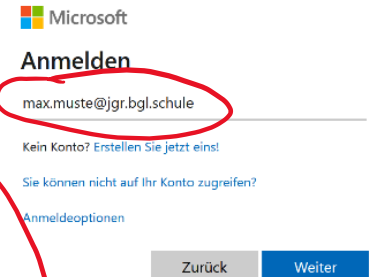 Microsoft
Anmelden
max.muste@jgr.bgl.schule
Kein Konto? Erstellen Sie jetzt eins!
Sie können nicht auf Ihr Konto zugreifen?
Anmeldeoptionen
Zurück Weiter